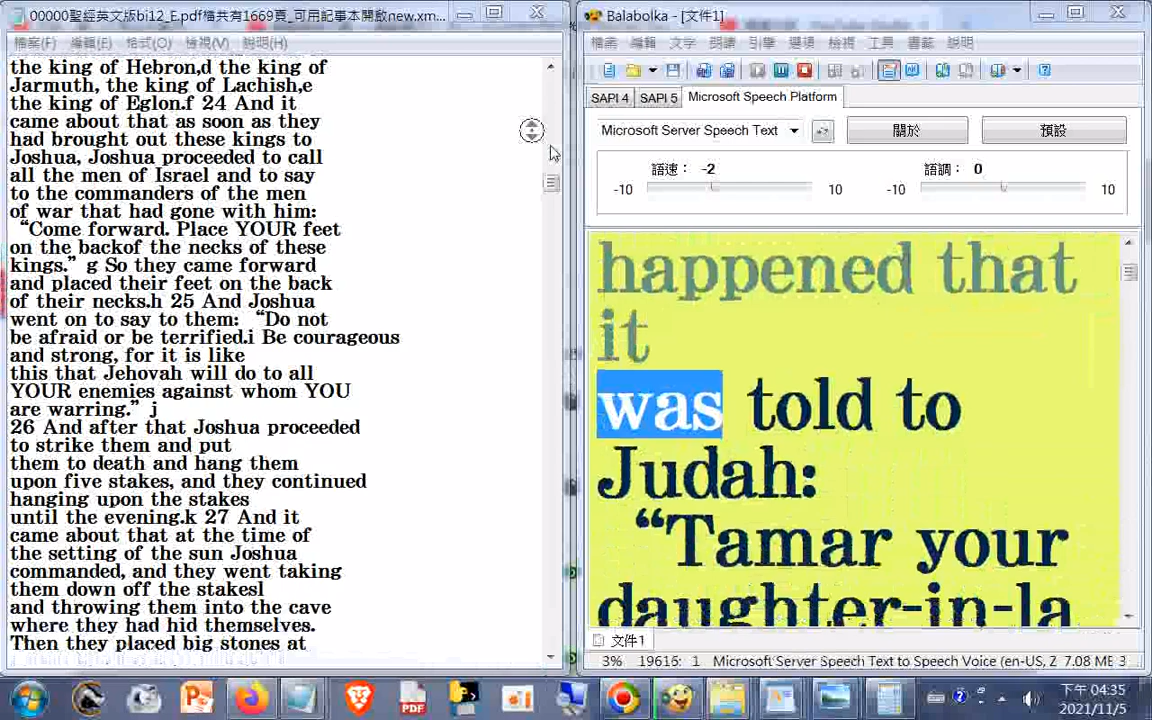 00000聖經英文版bi12_E.pdf檔共有1669頁_可用記事本開啟new.xm...
檔案(F) 編輯(E) 格式(O) 檢視(V) 說明(H)
the king of Hebron,d the king of
Jarmuth, the king of Lachish,e
the king of Eglon.f 24 And it
came about that as soon as they
had brought out these kings to
Joshua, Joshua proceeded to call
all the men of Israel and to say
to the commanders of the men
of war that had gone with him:
“Come forward. Place YOUR feet
on the backof the necks of these
kings.” g So they came forward
and placed their feet on the back
of their necks.h 25 And Joshua
went on to say to them: “Do not
be afraid or be terrified.i Be courageous
and strong, for it is like
this that Jehovah will do to all
YOUR enemies against whom YOU
are warring.” j
26 And after that Joshua proceeded
to strike them and put
them to death and hang them
upon five stakes, and they continued
hanging upon the stakes
until the evening.k 27 And it
came about that at the time of
the setting of the sun Joshua
commanded, and they went taking
them down off the stakesl
and throwing them into the cave
where they had hid themselves.
Then they placed big stones at
Balabolka - [文件1]
檔案 編輯 文字 朗讀 引擎 選項 檢視 工具 書籤 說明
SAPI 4 SAPI 5 Microsoft Speech Platform
Microsoft Server Speech Text 關於 預設
語速： -2 語調： 0
-10 10 -10 10
happened that
it
was told to
Judah:
“Tamar your
daughter-in-la
文件1
3% 19615: 1 Microsoft Server Speech Text to Speech Voice (en-US, Z 7.08 MB 3
PDF
下午 04:35
2021/11/5